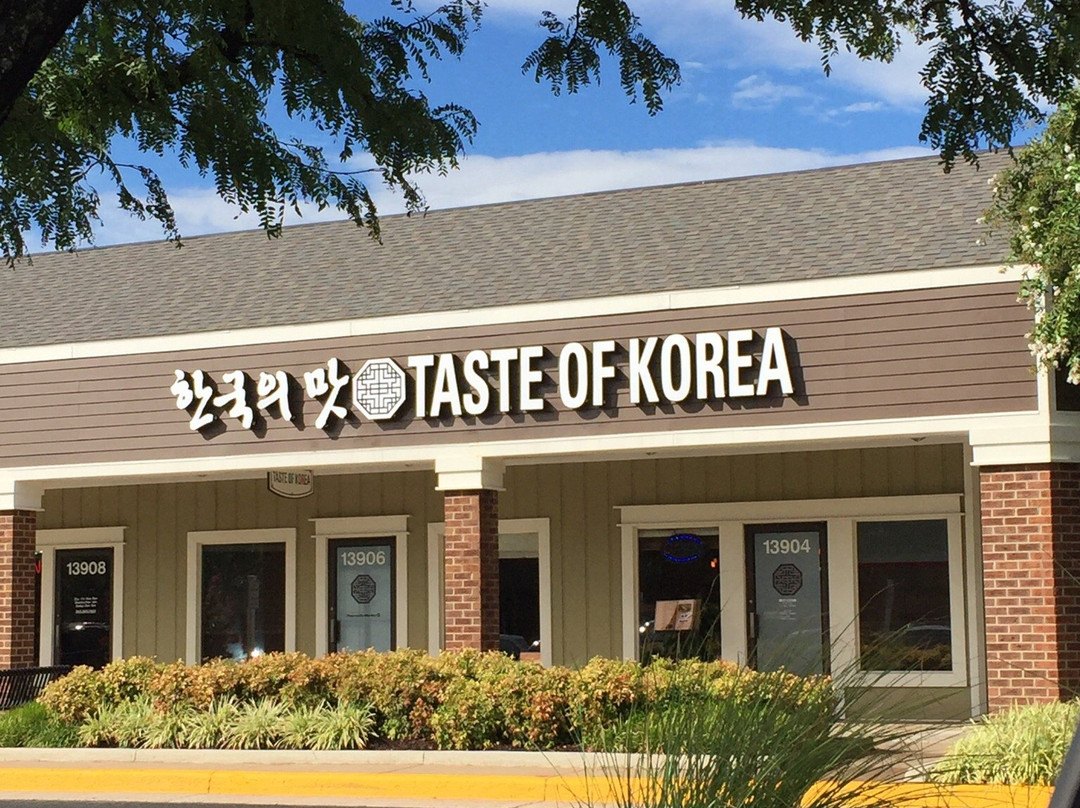 한국의 맛 TASTE OF KOREA
TASTE OF KOREA
13908
13906
13904